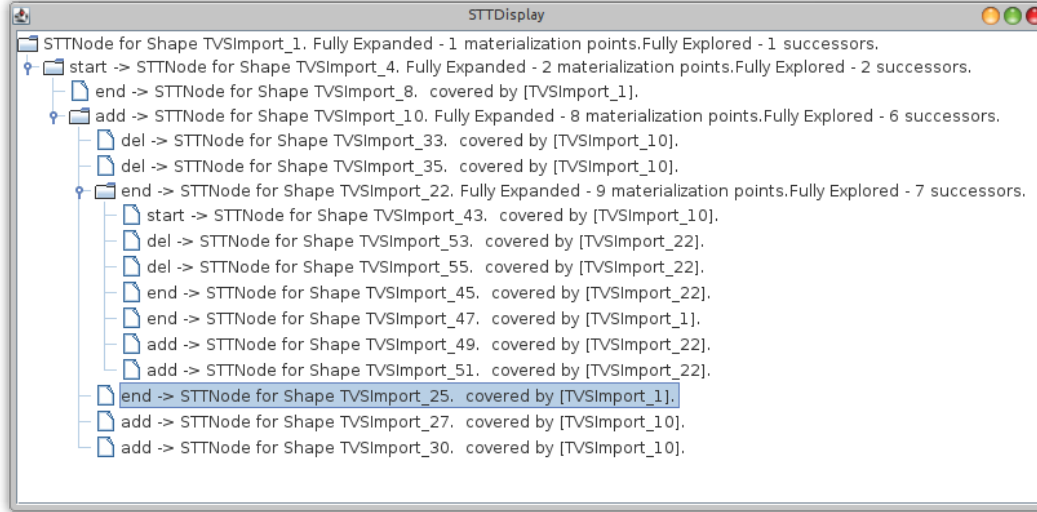 STTDisplay
STTNode for Shape TVSImport_1. Fully Expanded - 1 materialization points.Fully Explored - 1 successors.
start -> STTNode for Shape TVSImport_4. Fully Expanded - 2 materialization points.Fully Explored - 2 successors.
end -> STTNode for Shape TVSImport_8.  covered by [TVSImport_1].
add -> STTNode for Shape TVSImport_10. Fully Expanded - 8 materialization points.Fully Explored - 6 successors.
del -> STTNode for Shape TVSImport_33.  covered by [TVSImport_10].
del -> STTNode for Shape TVSImport_35.  covered by [TVSImport_10].
end -> STTNode for Shape TVSImport_22. Fully Expanded - 9 materialization points.Fully Explored - 7 successors.
start -> STTNode for Shape TVSImport_43.  covered by [TVSImport_10].
del -> STTNode for Shape TVSImport_53.  covered by [TVSImport_22].
del -> STTNode for Shape TVSImport_55.  covered by [TVSImport_22].
end -> STTNode for Shape TVSImport_45.  covered by [TVSImport_22].
end -> STTNode for Shape TVSImport_47.  covered by [TVSImport_1].
add -> STTNode for Shape TVSImport_49.  covered by [TVSImport_22].
add -> STTNode for Shape TVSImport_51.  covered by [TVSImport_22].
end -> STTNode for Shape TVSImport_25.  covered by [TVSImport_1].
add -> STTNode for Shape TVSImport_27.  covered by [TVSImport_10].
add -> STTNode for Shape TVSImport_30.  covered by [TVSImport_10].